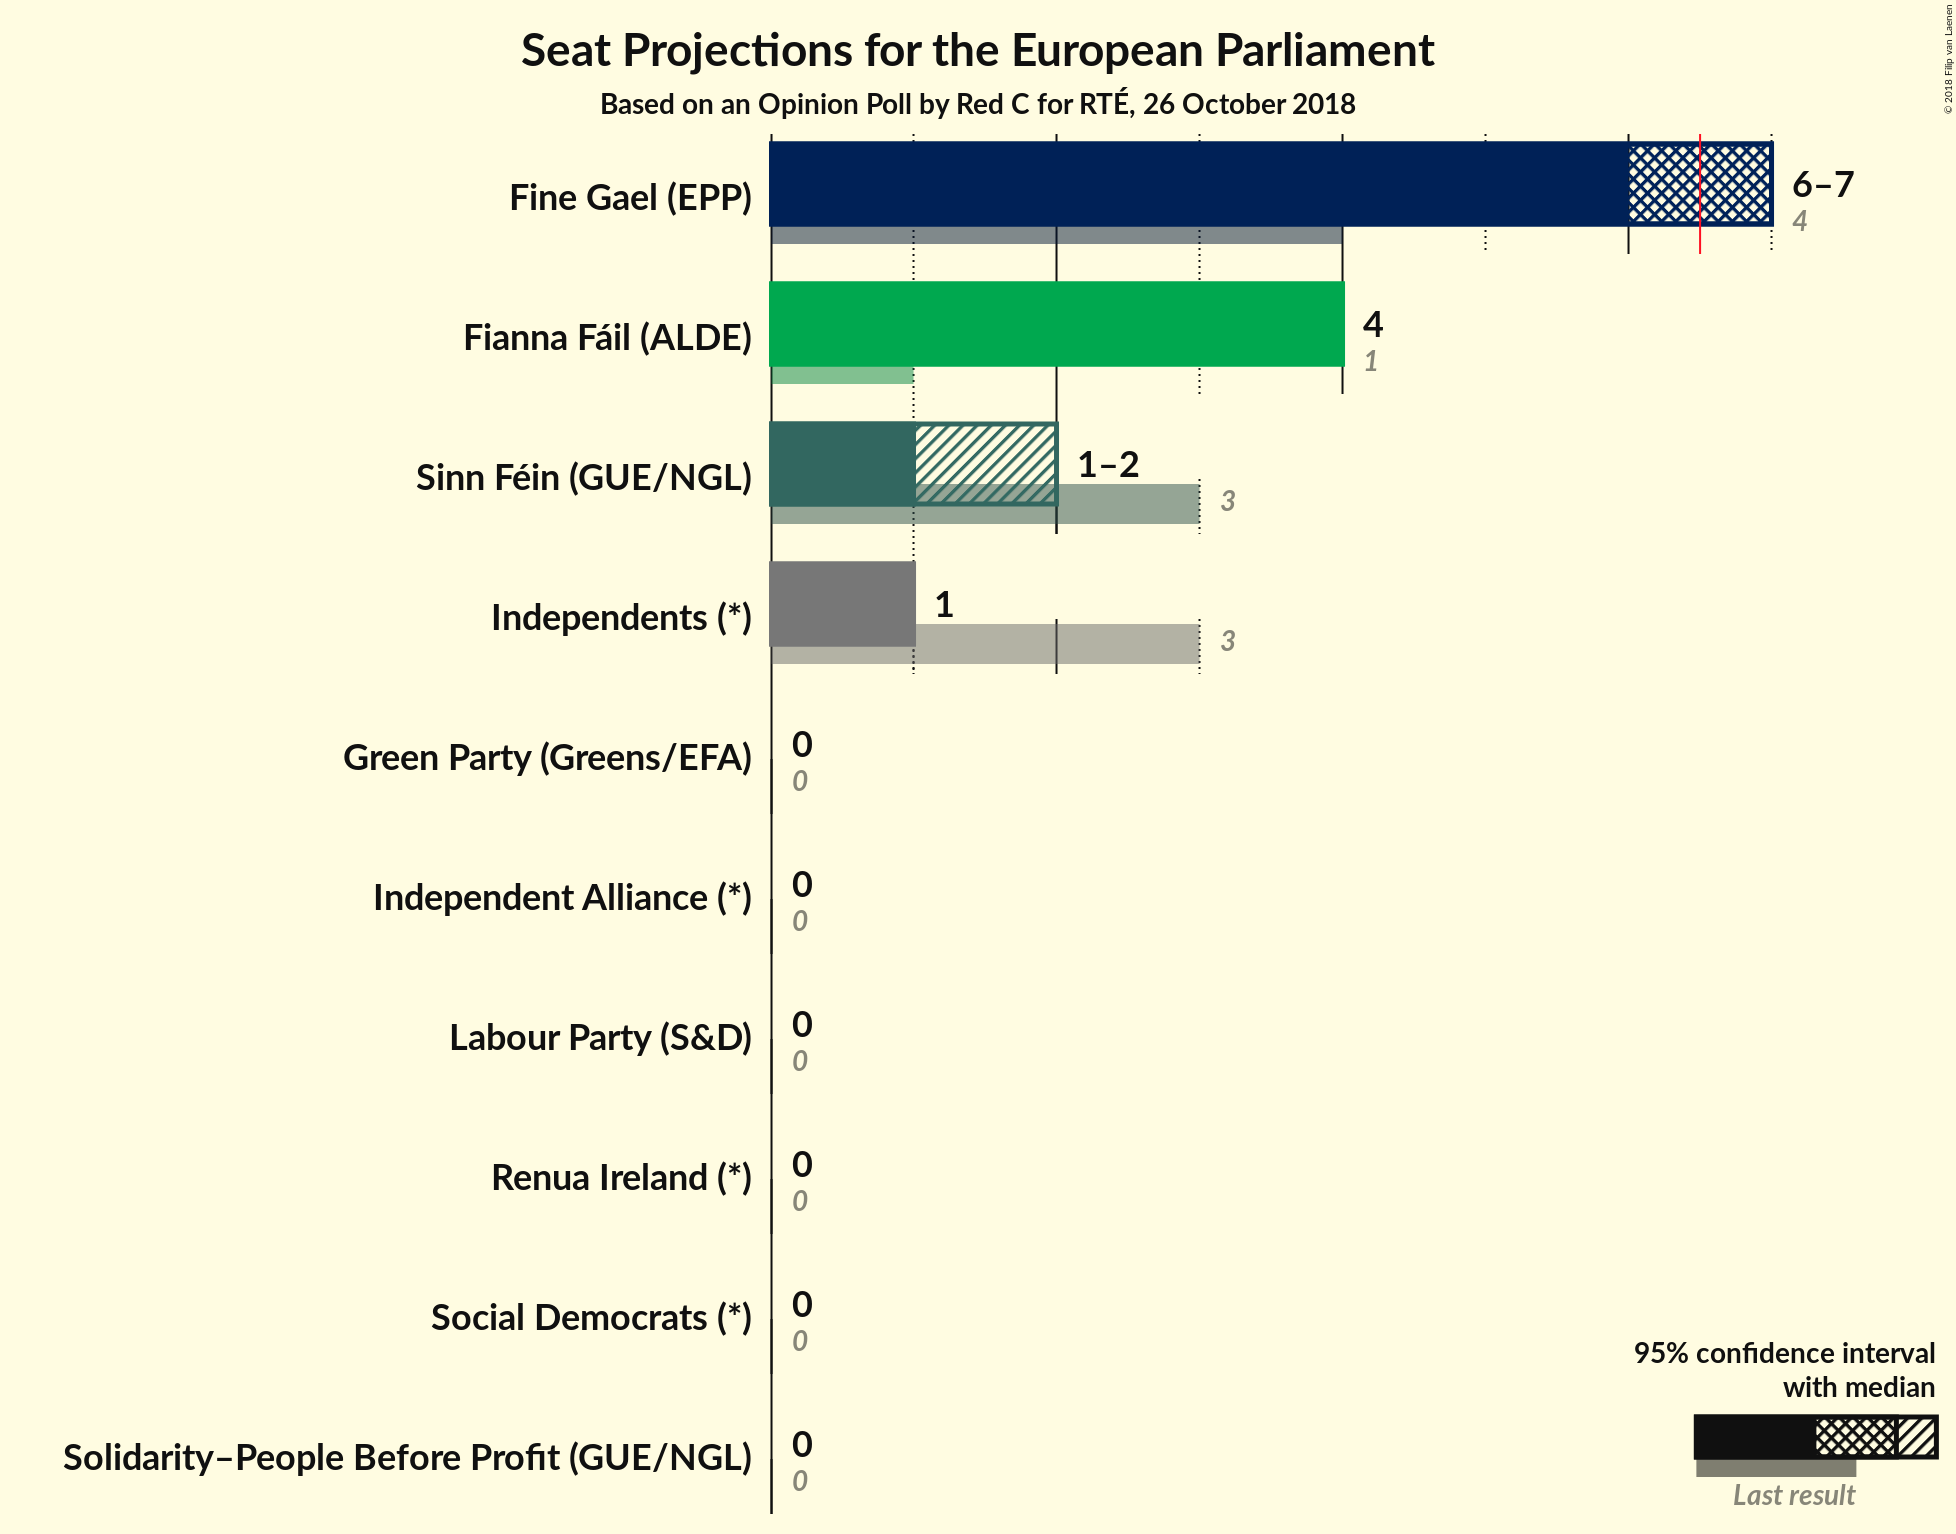 Seat Projections for the European Parliament
Based on an Opinion Poll by Red C for RTÉ, 26 October 2018
© 2018 Filip van Laenen
Fine Gael (EPP)
6–7
4
Fianna Fáil (ALDE)
4
1
Sinn Féin (GUE/NGL)
1–2
3
Independents (*)
1
3
Green Party (Greens/EFA)
0
0
Independent Alliance (*)
0
0
Labour Party (S&D)
0
0
Renua Ireland (*)
0
0
Social Democrats (*)
0
0
Solidarity–People Before Profit (GUE/NGL)
0
0
95% confidence interval
with median
Last result